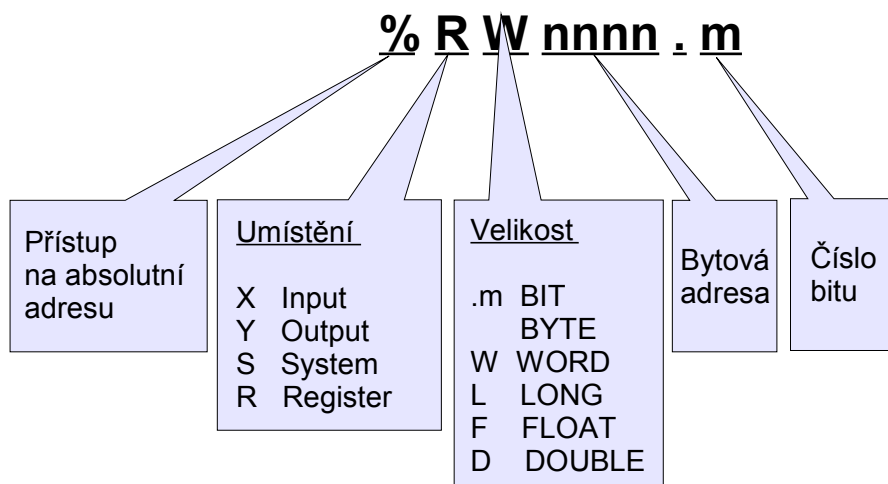 % R W nnnn . m
Přístup
na absolutní
adresu
Umístění
X Input
Y Output
S System
R Register
Velikost
.m BIT
BYTE
W WORD
L LONG
F FLOAT
D DOUBLE
Bytová
adresa
Číslo
bitu